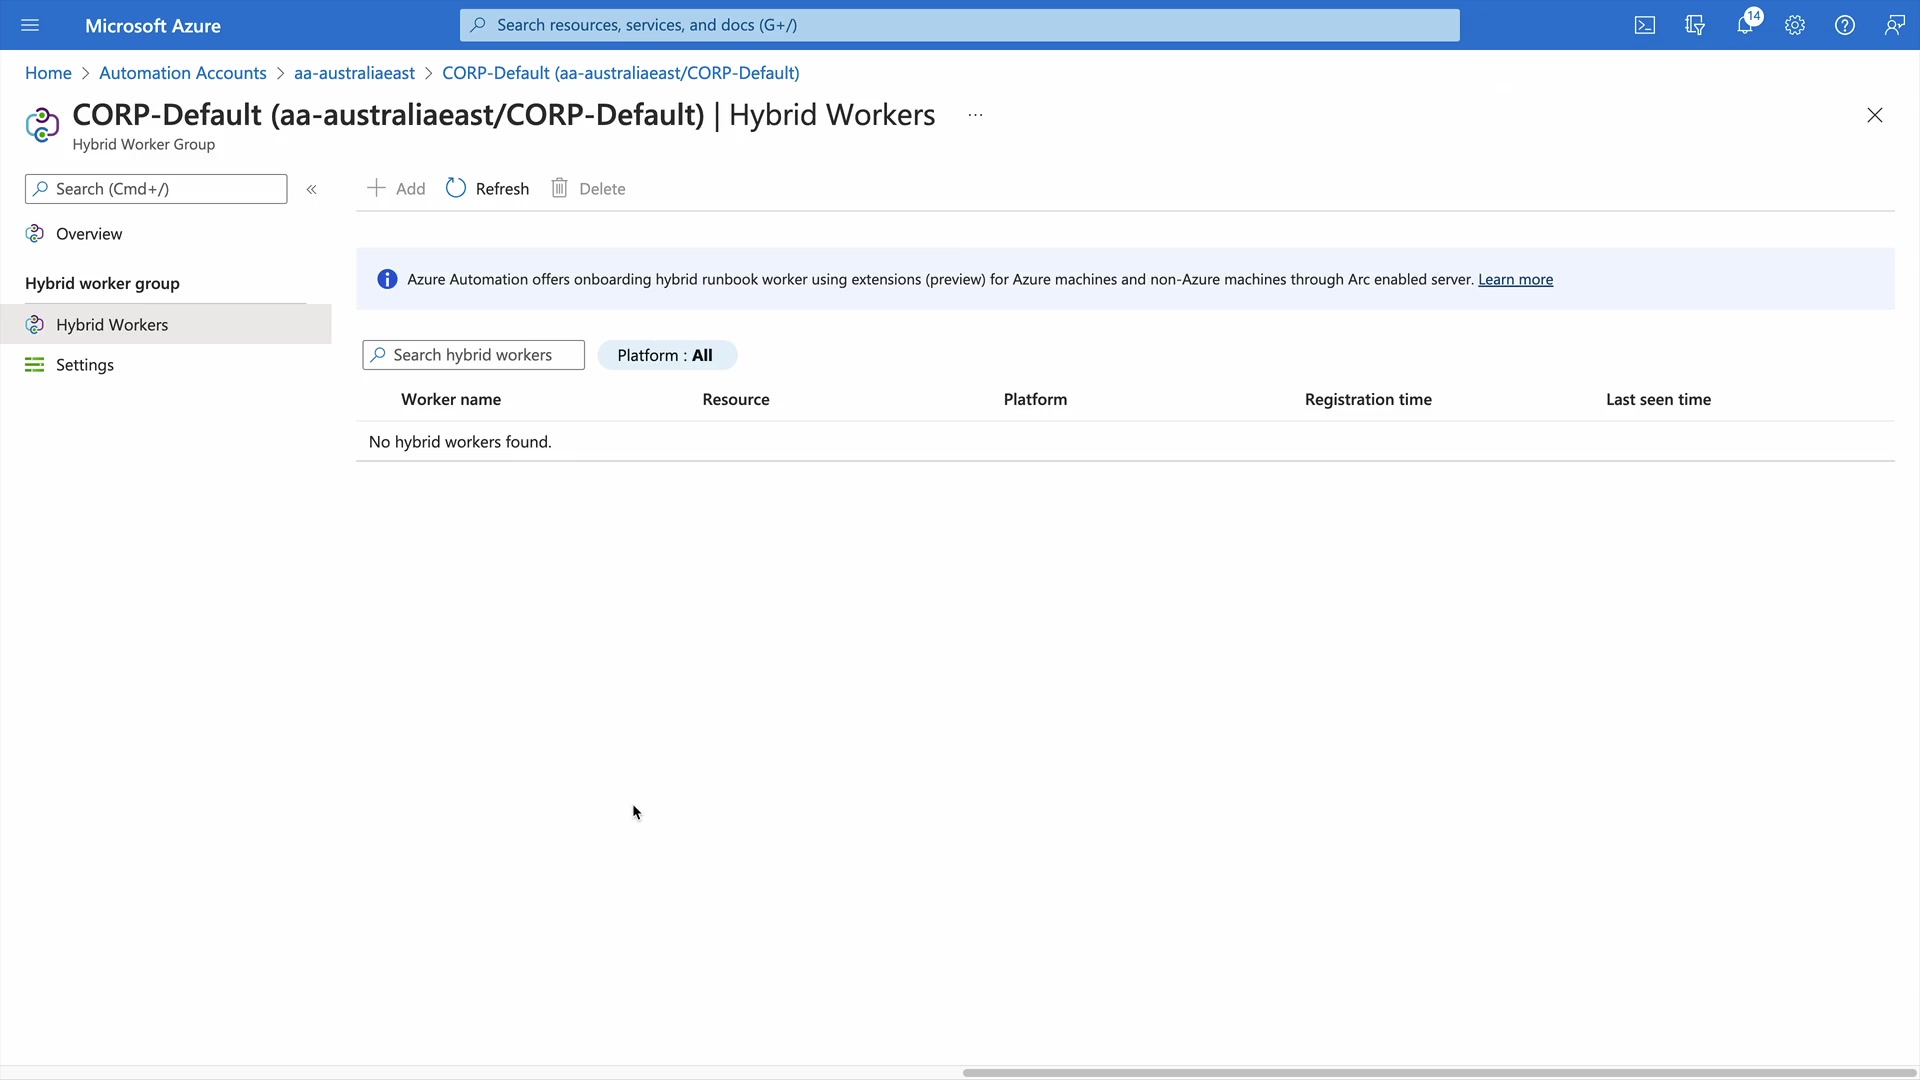 Microsoft Azure
Search resources, services, and docs (G+/)
14
Home > Automation Accounts > aa-australiaeast > CORP-Default (aa-australiaeast/CORP-Default)
CORP-Default (aa-australiaeast/CORP-Default) | Hybrid Workers ...
Hybrid Worker Group
Search (Cmd+/)
Add Refresh Delete
Overview
Hybrid worker group
Hybrid Workers
Settings
Azure Automation offers onboarding hybrid runbook worker using extensions (preview) for Azure machines and non-Azure machines through Arc enabled server. Learn more
Search hybrid workers
Platform : All
Worker name Resource Platform Registration time Last seen time
No hybrid workers found.